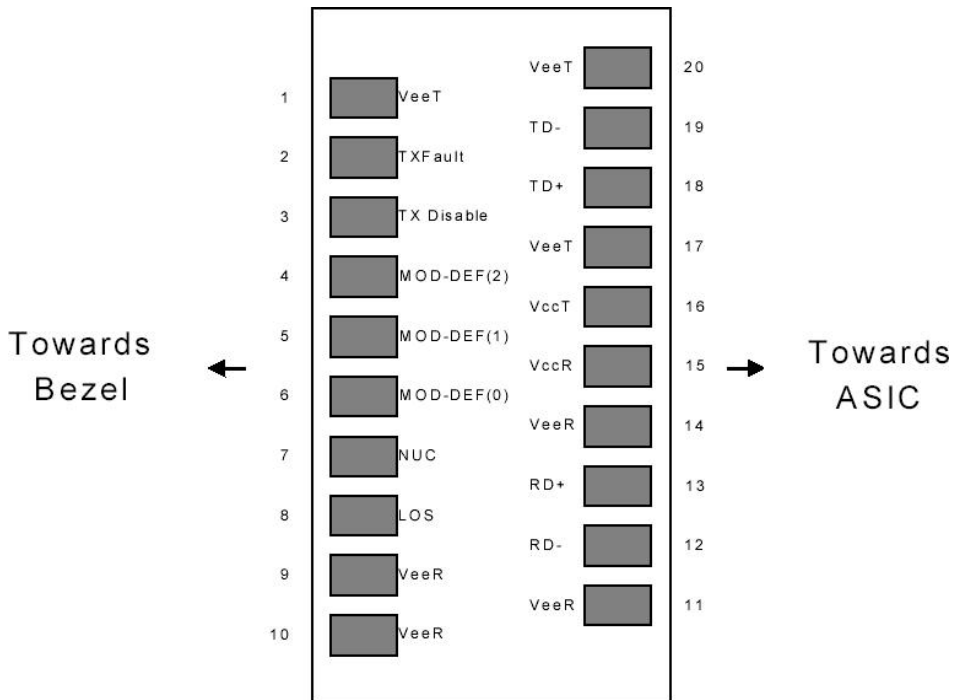 VeeT 20
1 VeeT
TD- 19
2 TXFault
TD+ 18
3 TX Disable
VeeT 17
4 MOD-DEF(2)
VccT 16
5 MOD-DEF(1)
Towards
Bezel
VccR 15
Towards
ASIC
6 MOD-DEF(0)
VeeR 14
7 NUC
RD+ 13
8 LOS
RD- 12
9 VeeR
VeeR 11
10 VeeR